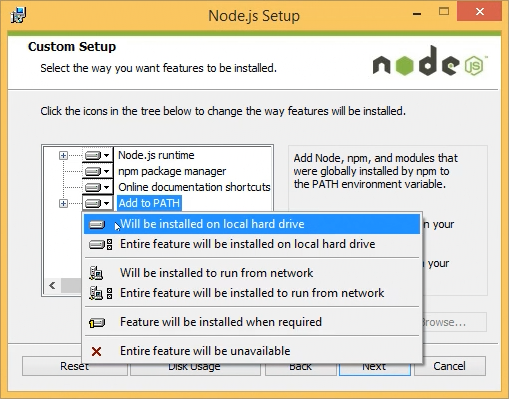 Node.js Setup
Custom Setup
Select the way you want features to be installed.
node
JS
Click the icons in the tree below to change the way features will be installed.
Node.js runtime
npm package manager
Online documentation shortcuts
Add to PATH
Add Node, npm, and modules that
were globally installed by npm to
the PATH environment variable.
Will be installed on local hard drive
on your
Entire feature will be installed on local hard drive
Will be installed to run from network
on your
Entire feature will be installed to run from network
Feature will be installed when required
Browse...
Entire feature will be unavailable
Reset
Disk Usage
Back
Next
Cancel